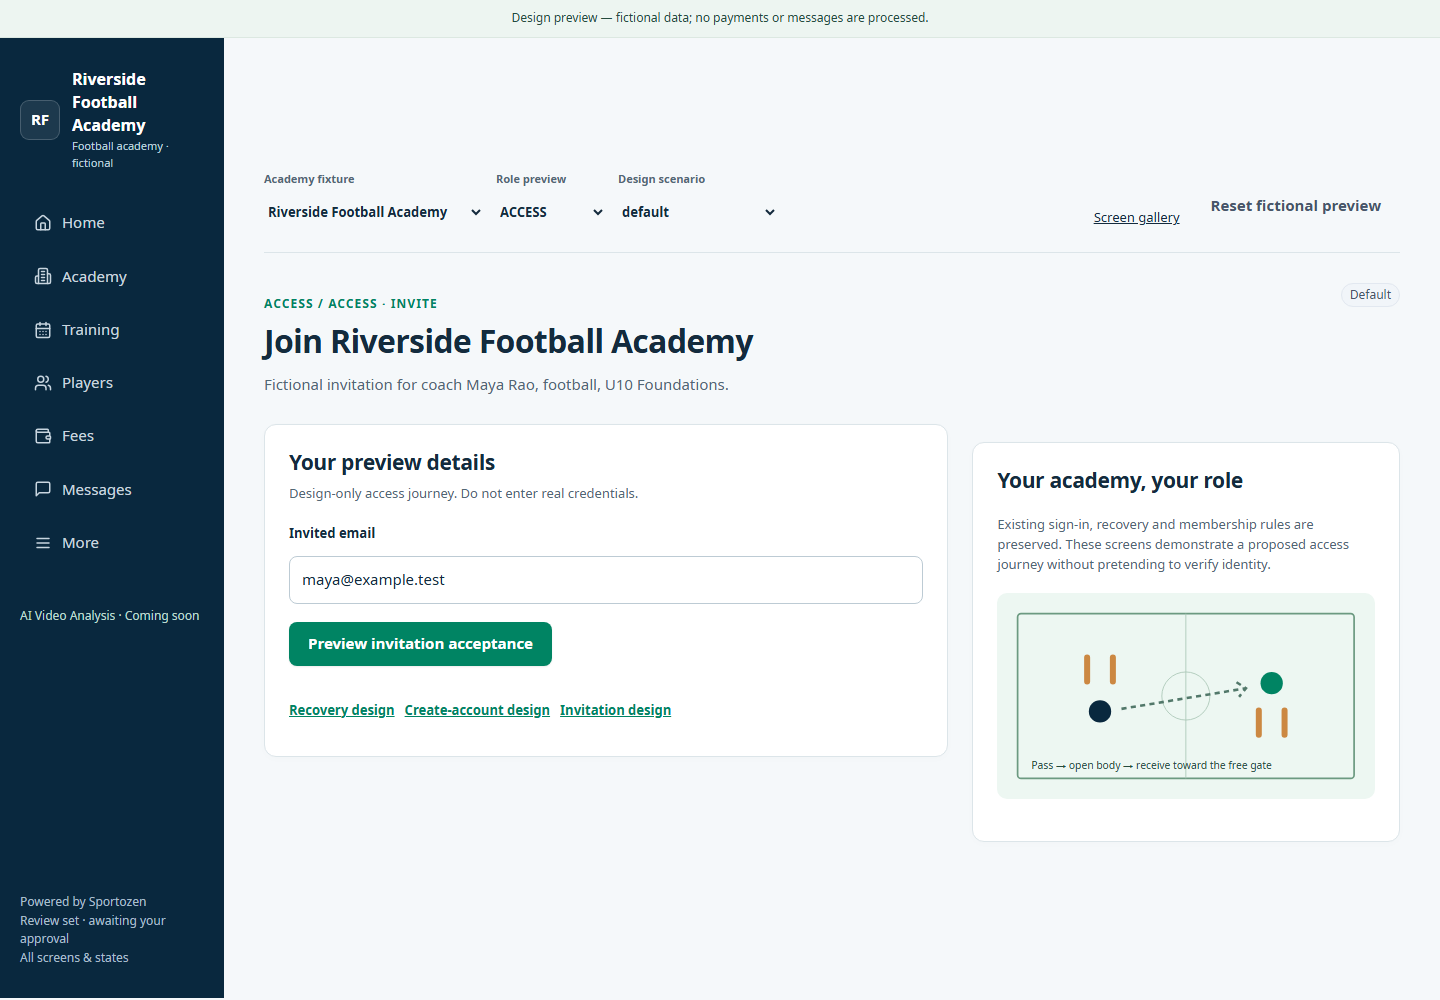 Design preview — fictional data; no payments or messages are processed.
RF
Riverside
Football
Academy
Football academy ·
fictional
Home
Academy
Training
Players
Fees
Messages
More
AI Video Analysis · Coming soon
Powered by Sportozen
Review set · awaiting your
approval
All screens & states
Academy fixture
Role preview
Design scenario
Riverside Football Academy
ACCESS
default
Screen gallery
Reset fictional preview
ACCESS / ACCESS · INVITE
Default
Join Riverside Football Academy
Fictional invitation for coach Maya Rao, football, U10 Foundations.
Your preview details
Design-only access journey. Do not enter real credentials.
Invited email
maya@example.test
Preview invitation acceptance
Recovery design Create-account design Invitation design
Your academy, your role
Existing sign-in, recovery and membership rules are
preserved. These screens demonstrate a proposed access
journey without pretending to verify identity.
Pass → open body → receive toward the free gate